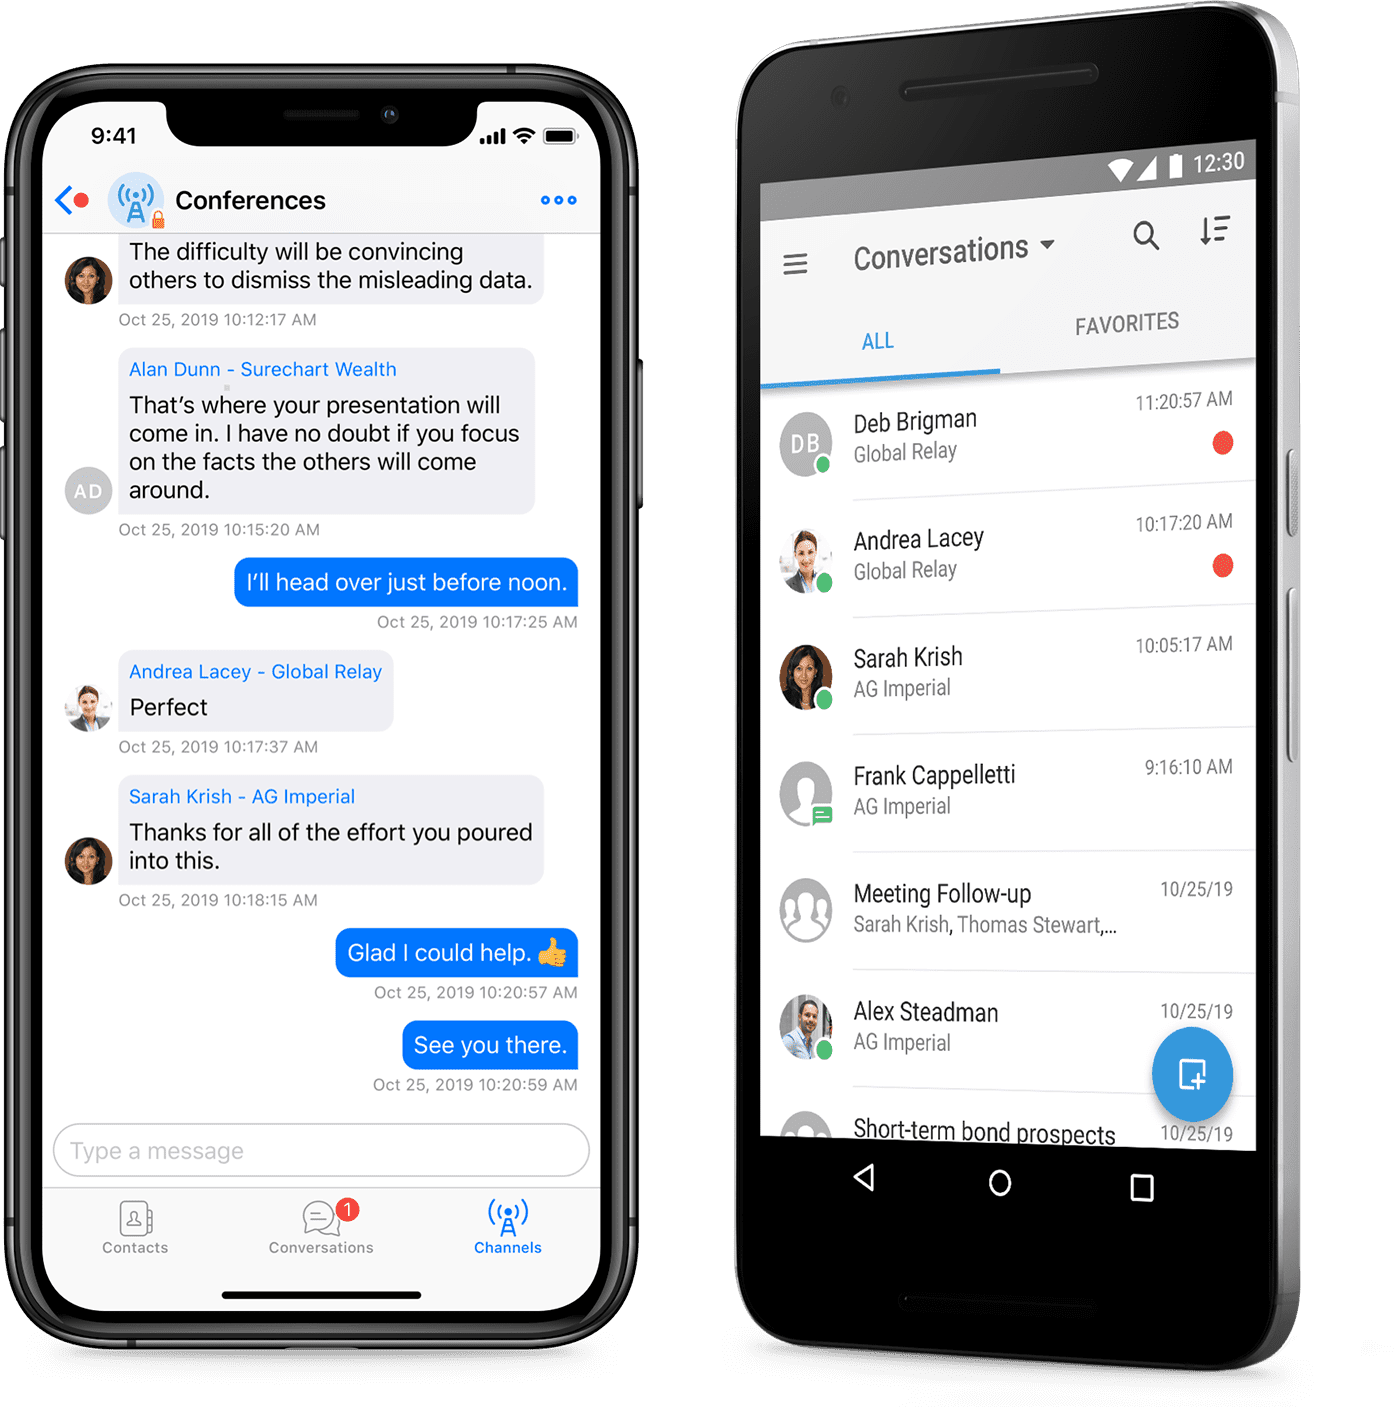 9:41
Conferences
The difficulty will be convincing
others to dismiss the misleading data.
Oct 25, 2019 10:12:17 AM
Alan Dunn - Surechart Wealth
That's where your presentation will
come in. I have no doubt if you focus
on the facts the others will come
around.
AD
Oct 25, 2019 10:15:20 AM
I'll head over just before noon.
Oct 25, 2019 10:17:25 AM
Andrea Lacey - Global Relay
Perfect
Oct 25, 2019 10:17:37 AM
Sarah Krish - AG Imperial
Thanks for all of the effort you poured
into this.
Oct 25, 2019 10:18:15 AM
Glad I could help. 👍
Oct 25, 2019 10:20:57 AM
See you there.
Oct 25, 2019 10:20:59 AM
Type a message
1
Contacts Conversations Channels
12:30
Conversations
ALL FAVORITES
DB
Deb Brigman 11:20:57 AM
Global Relay
Andrea Lacey 10:17:20 AM
Global Relay
Sarah Krish 10:05:17 AM
AG Imperial
Frank Cappelletti 9:16:10 AM
AG Imperial
Meeting Follow-up 10/25/19
Sarah Krish, Thomas Stewart,...
Alex Steadman 10/25/19
AG Imperial
Short-term bond prospects 10/25/19